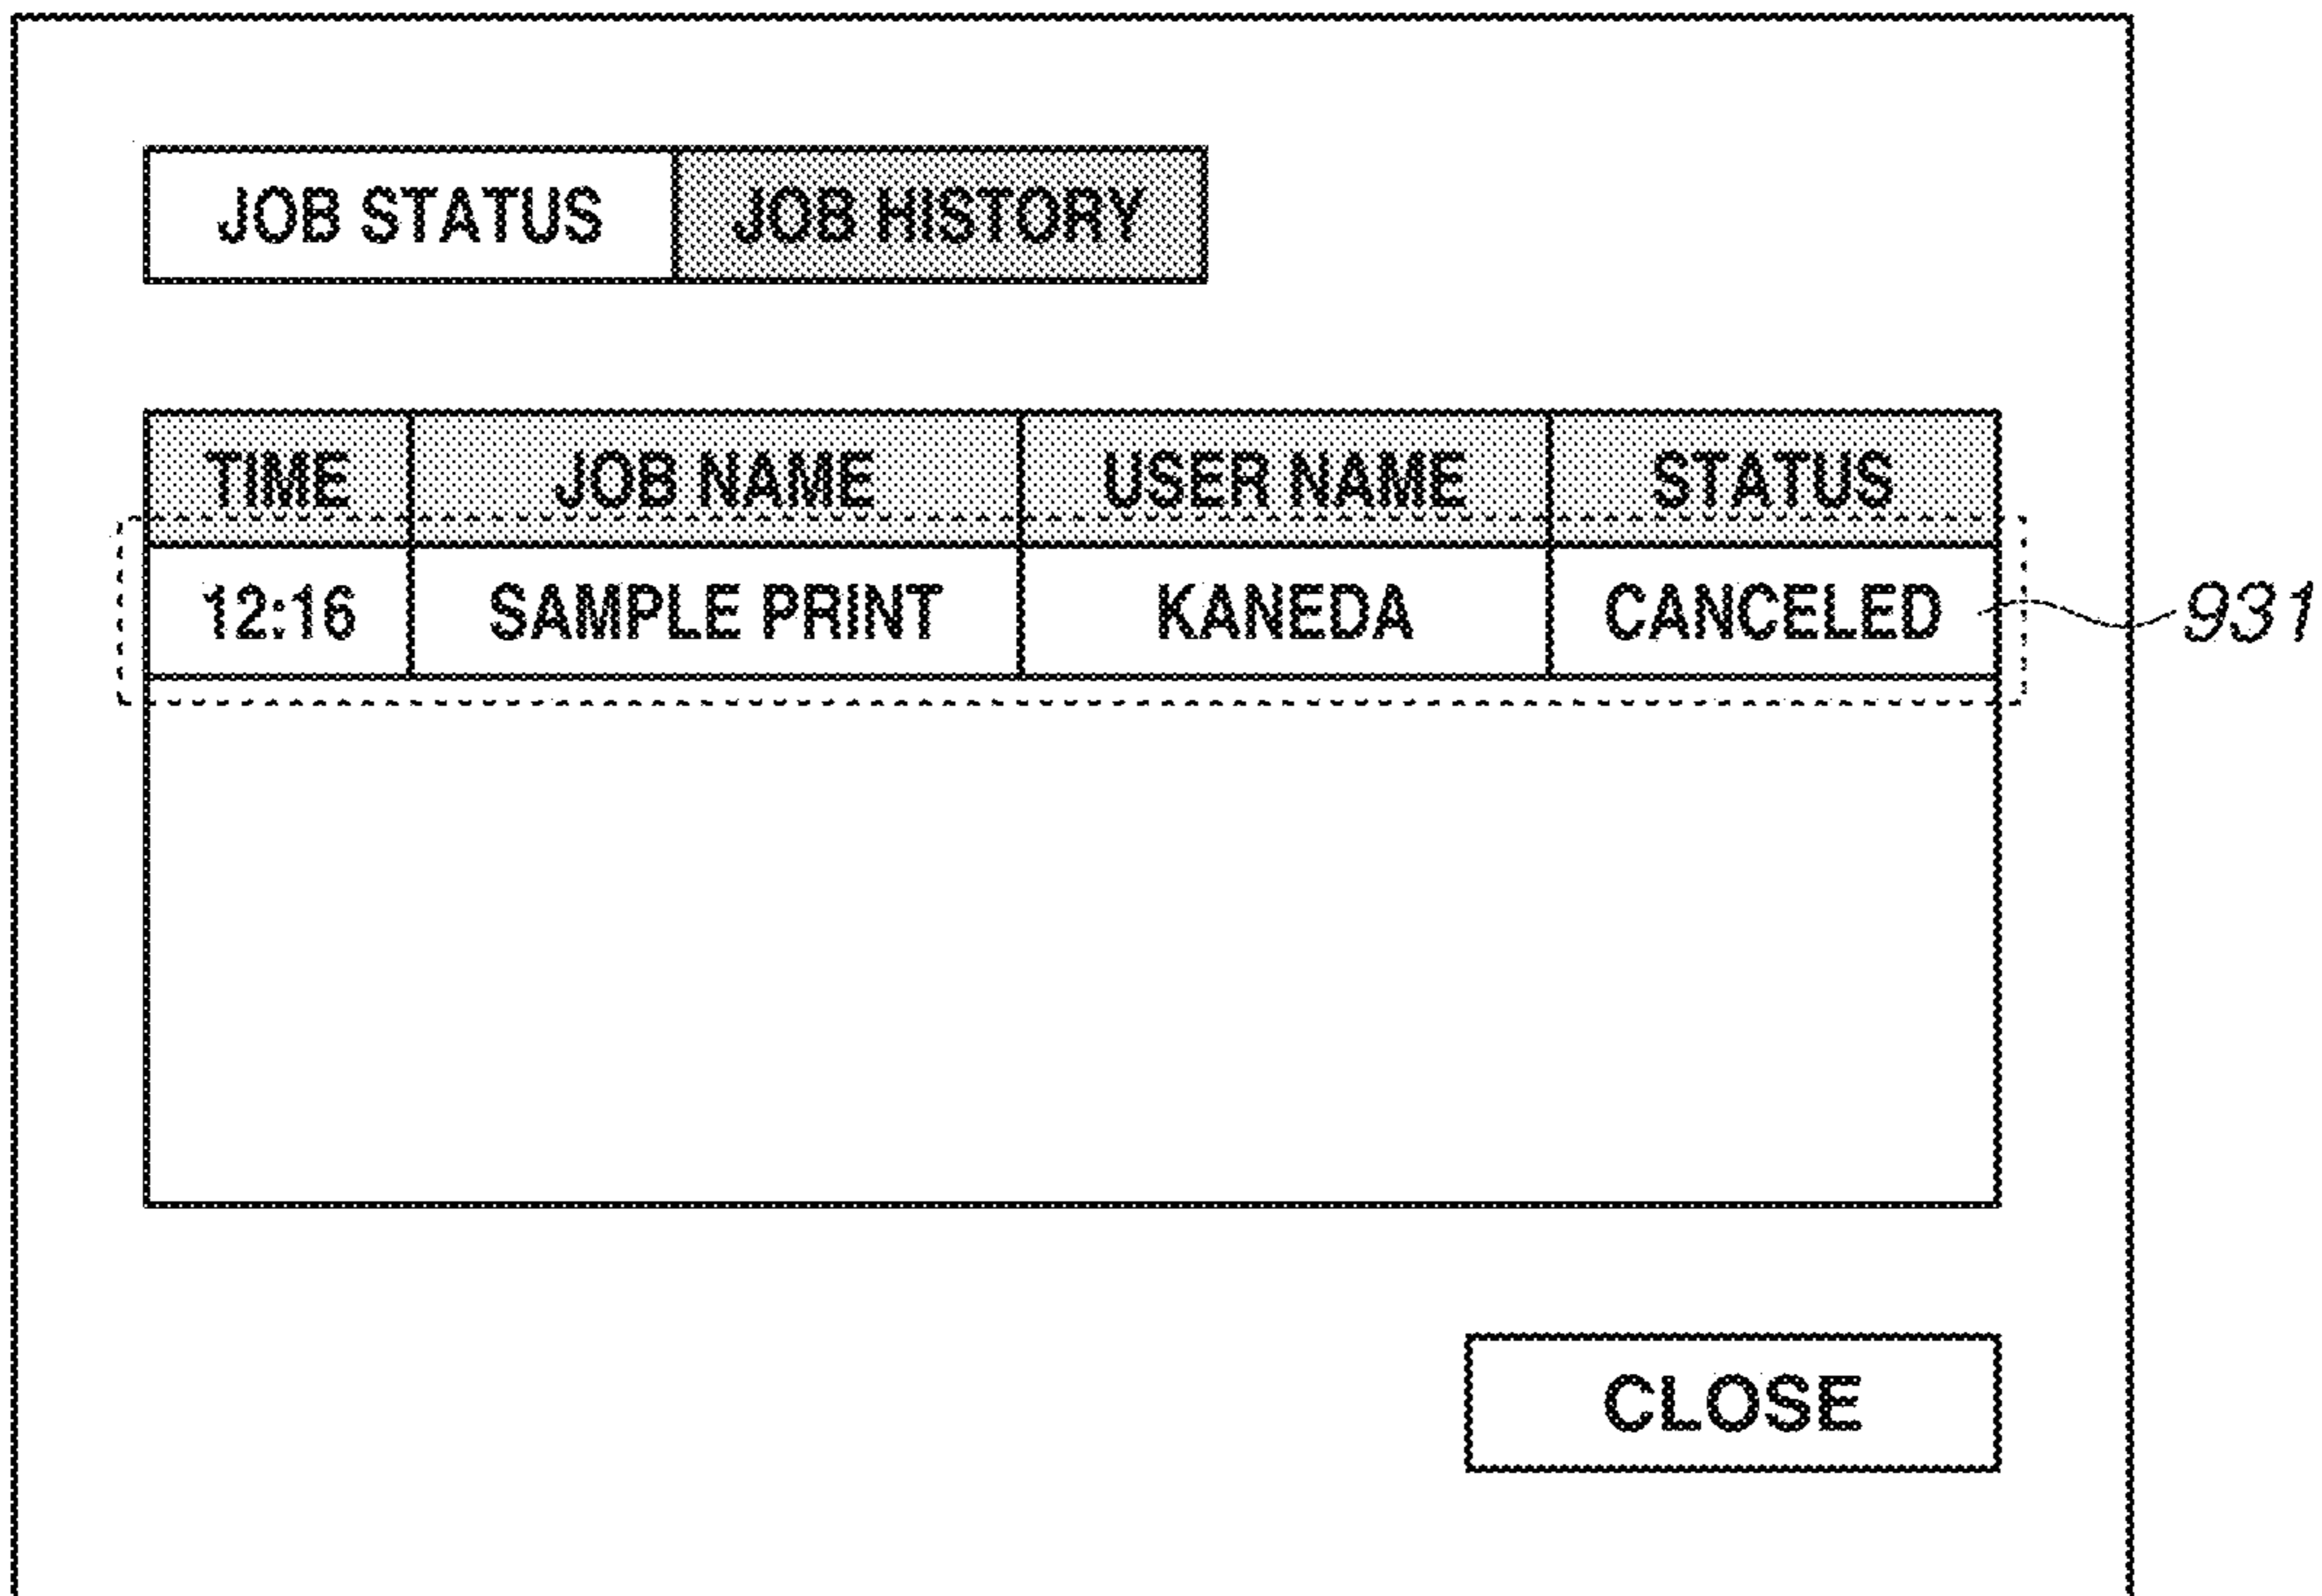 JOB STATUS JOB HISTORY
TIME JOB NAME USER NAME STATUS
12:16 SAMPLE PRINT KANEDA CANCELED 931
CLOSE